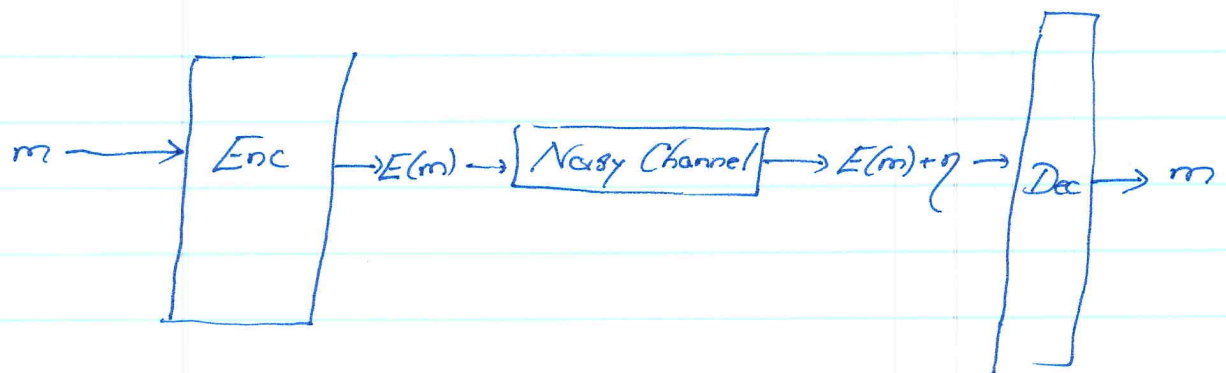 m → Enc → E(m) → Noisy Channel → E(m)+η → Dec → m